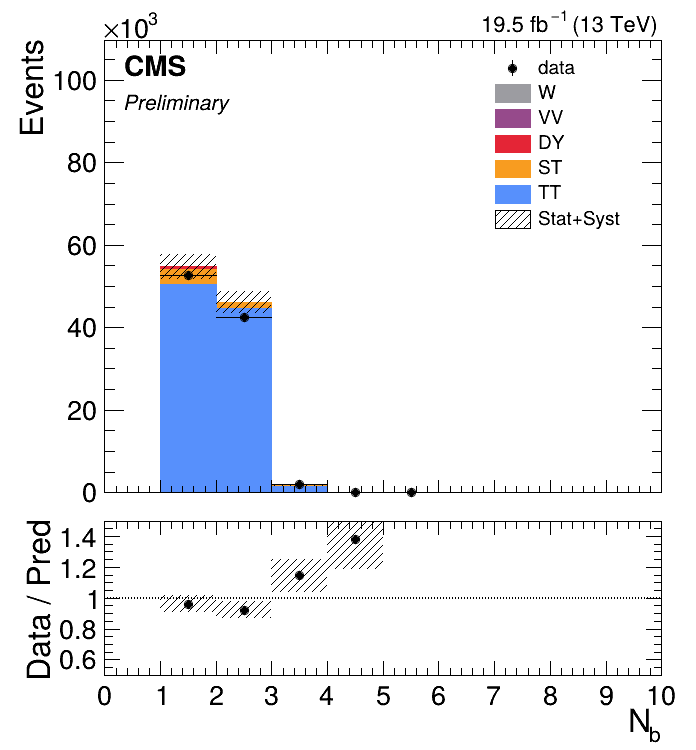 ×10³
19.5 fb⁻¹ (13 TeV)
CMS
Preliminary
Events
100
80
60
40
20
0
data
W
VV
DY
ST
TT
Stat+Syst
Data / Pred
1.4
1.2
1
0.8
0.6
0 1 2 3 4 5 6 7 8 9 10
N_b